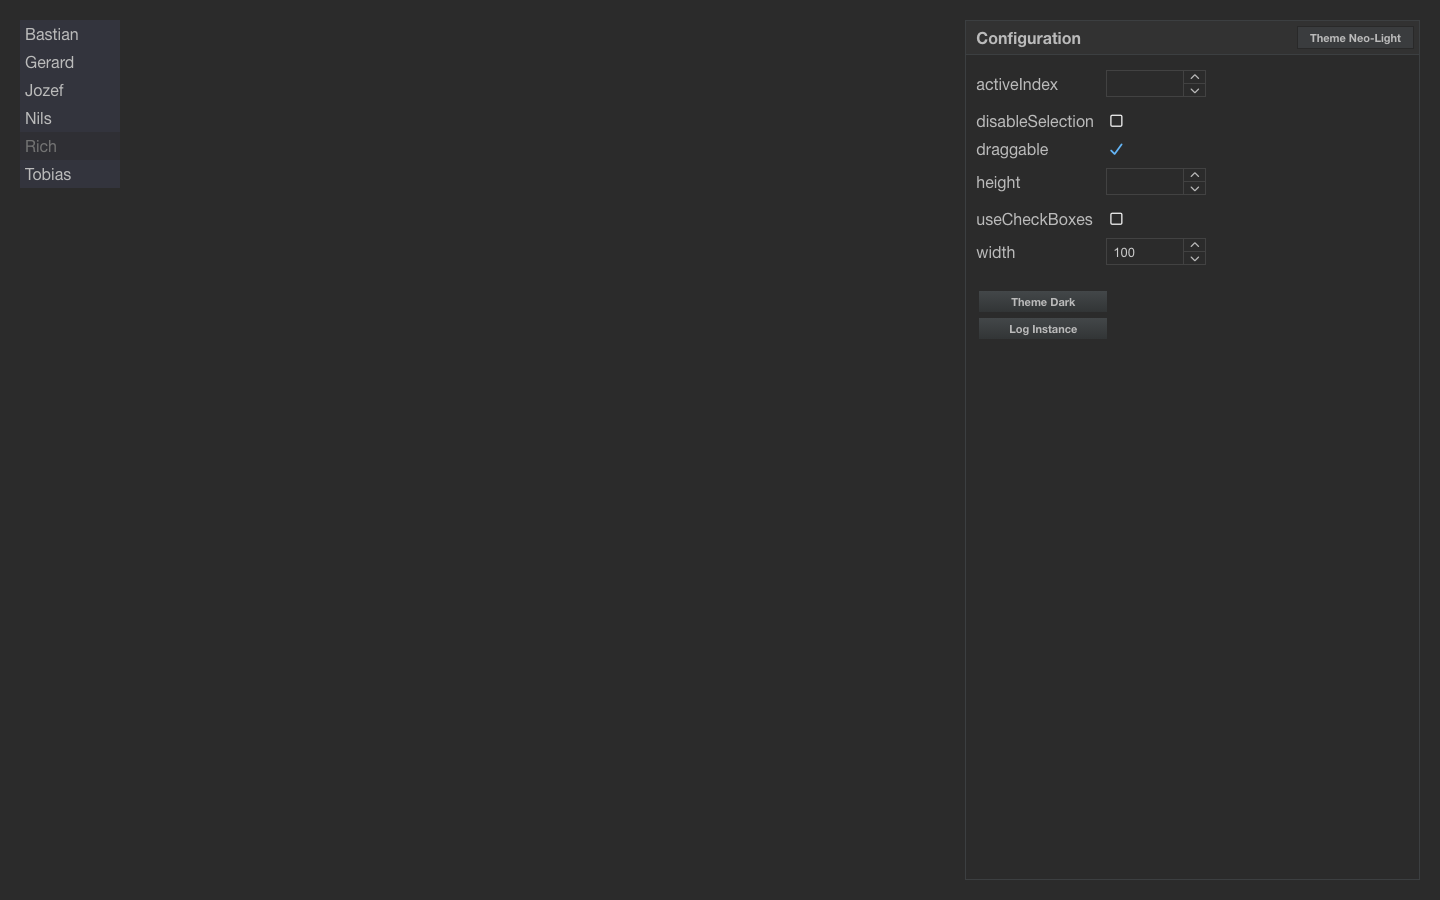 Bastian
Gerard
Jozef
Nils
Rich
Tobias
Configuration
Theme Neo-Light
activeIndex
disableSelection
draggable
height
useCheckBoxes
width
100
Theme Dark
Log Instance